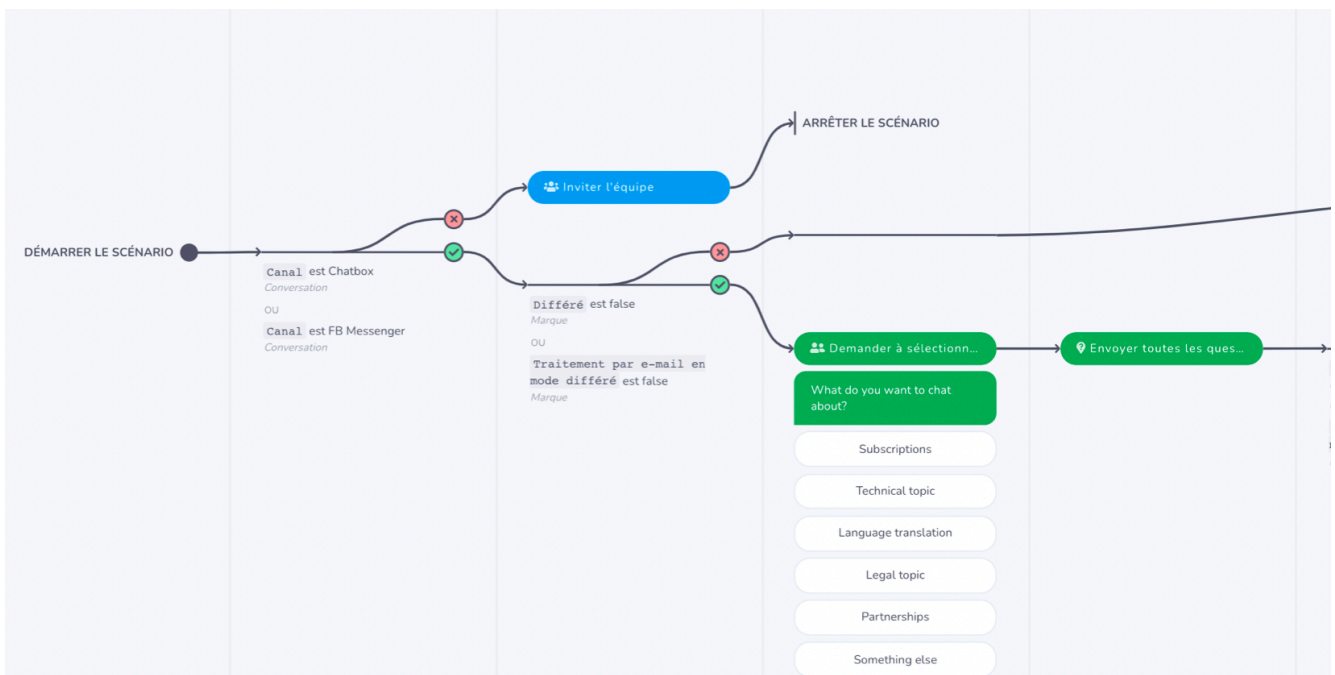 ARRÊTER LE SCÉNARIO
Inviter l'équipe
DÉMARRER LE SCÉNARIO
Canal est Chatbox
Conversation
OU
Canal est FB Messenger
Conversation
Différé est false
Marque
OU
Traitement par e-mail en
mode différé est false
Marque
Demander à sélectionn...
What do you want to chat
about?
Subscriptions
Technical topic
Language translation
Legal topic
Partnerships
Something else
Envoyer toutes les ques...